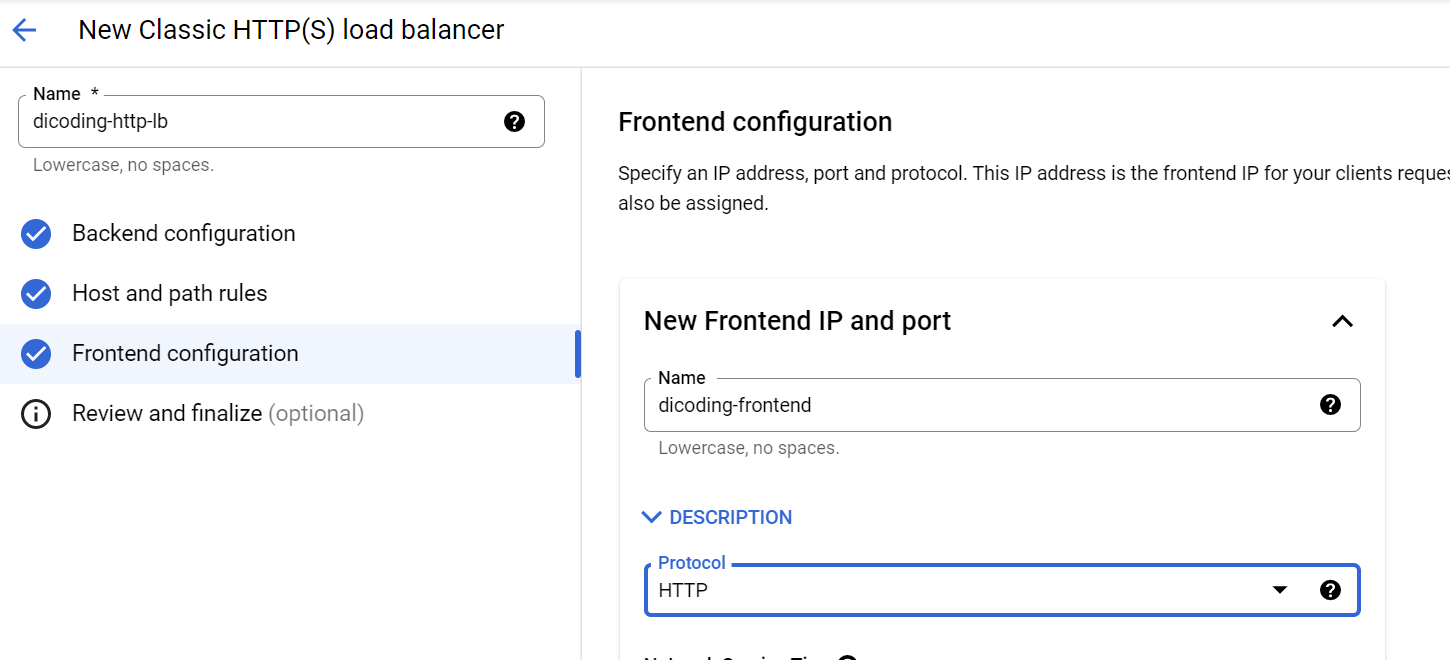 New Classic HTTP(S) load balancer
Name *
dicoding-http-lb
Lowercase, no spaces.
Backend configuration
Host and path rules
Frontend configuration
Review and finalize (optional)
Frontend configuration
Specify an IP address, port and protocol. This IP address is the frontend IP for your clients
also be assigned.
New Frontend IP and port
Name
dicoding-frontend
Lowercase, no spaces.
DESCRIPTION
Protocol
HTTP